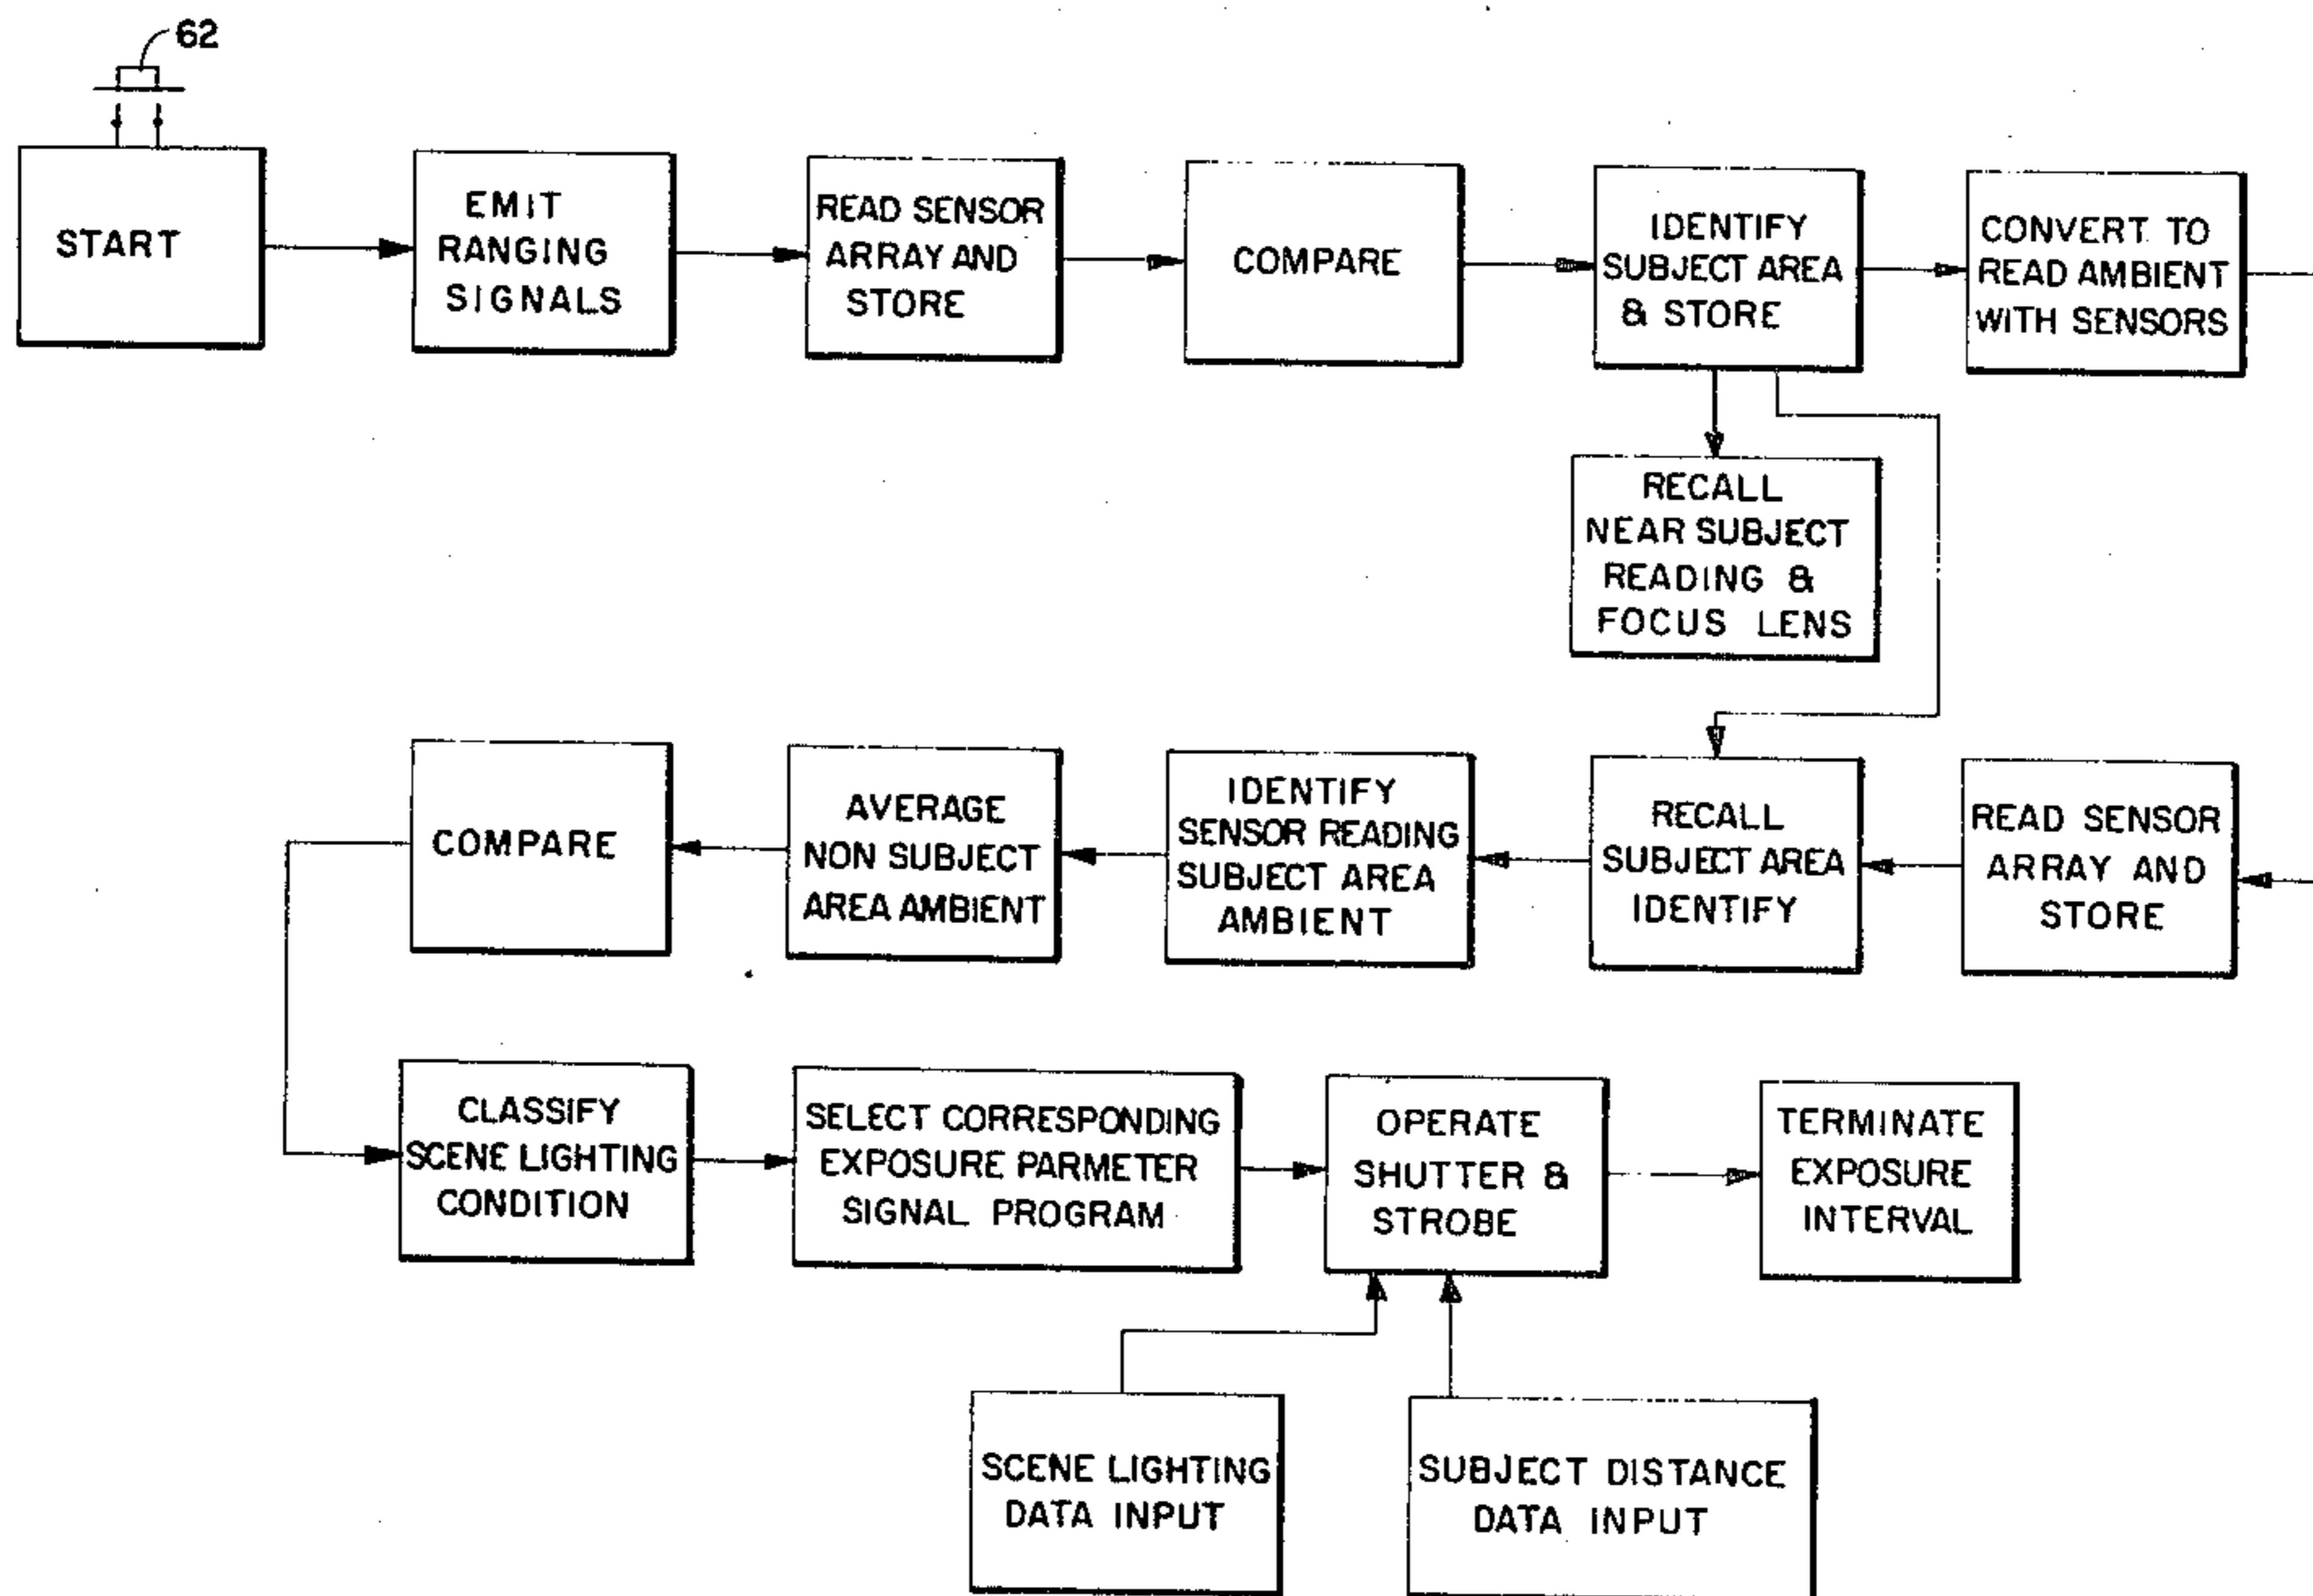 62
START
EMIT
RANGING
SIGNALS
READ SENSOR
ARRAY AND
STORE
COMPARE
IDENTIFY
SUBJECT AREA
& STORE
CONVERT TO
READ AMBIENT
WITH SENSORS
RECALL
NEAR SUBJECT
READING &
FOCUS LENS
COMPARE
AVERAGE
NON SUBJECT
AREA AMBIENT
IDENTIFY
SENSOR READING
SUBJECT AREA
AMBIENT
RECALL
SUBJECT AREA
IDENTIFY
READ SENSOR
ARRAY AND
STORE
CLASSIFY
SCENE LIGHTING
CONDITION
SELECT CORRESPONDING
EXPOSURE PARMETER
SIGNAL PROGRAM
OPERATE
SHUTTER &
STROBE
TERMINATE
EXPOSURE
INTERVAL
SCENE LIGHTING
DATA INPUT
SUBJECT DISTANCE
DATA INPUT